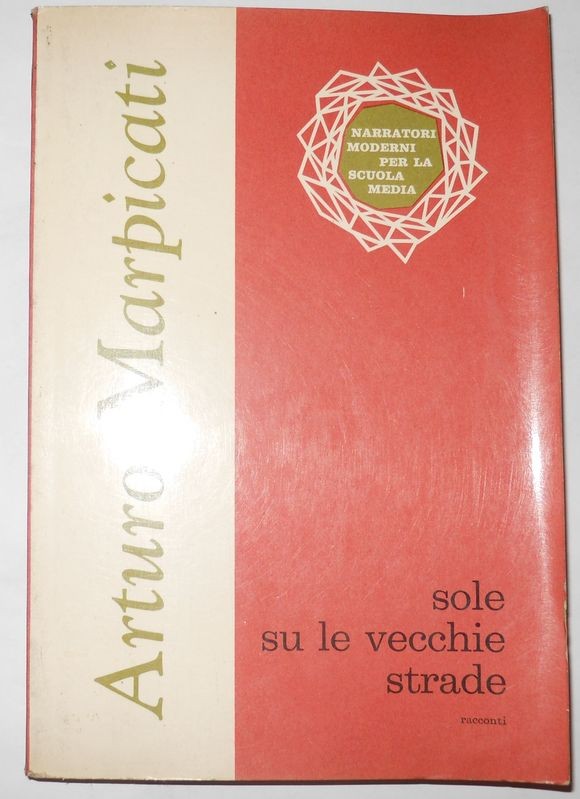 Arturo Marpicati
NARRATORI
MODERNI
PER LA
SCUOLA
MEDIA
sole
su le vecchie
strade
racconti